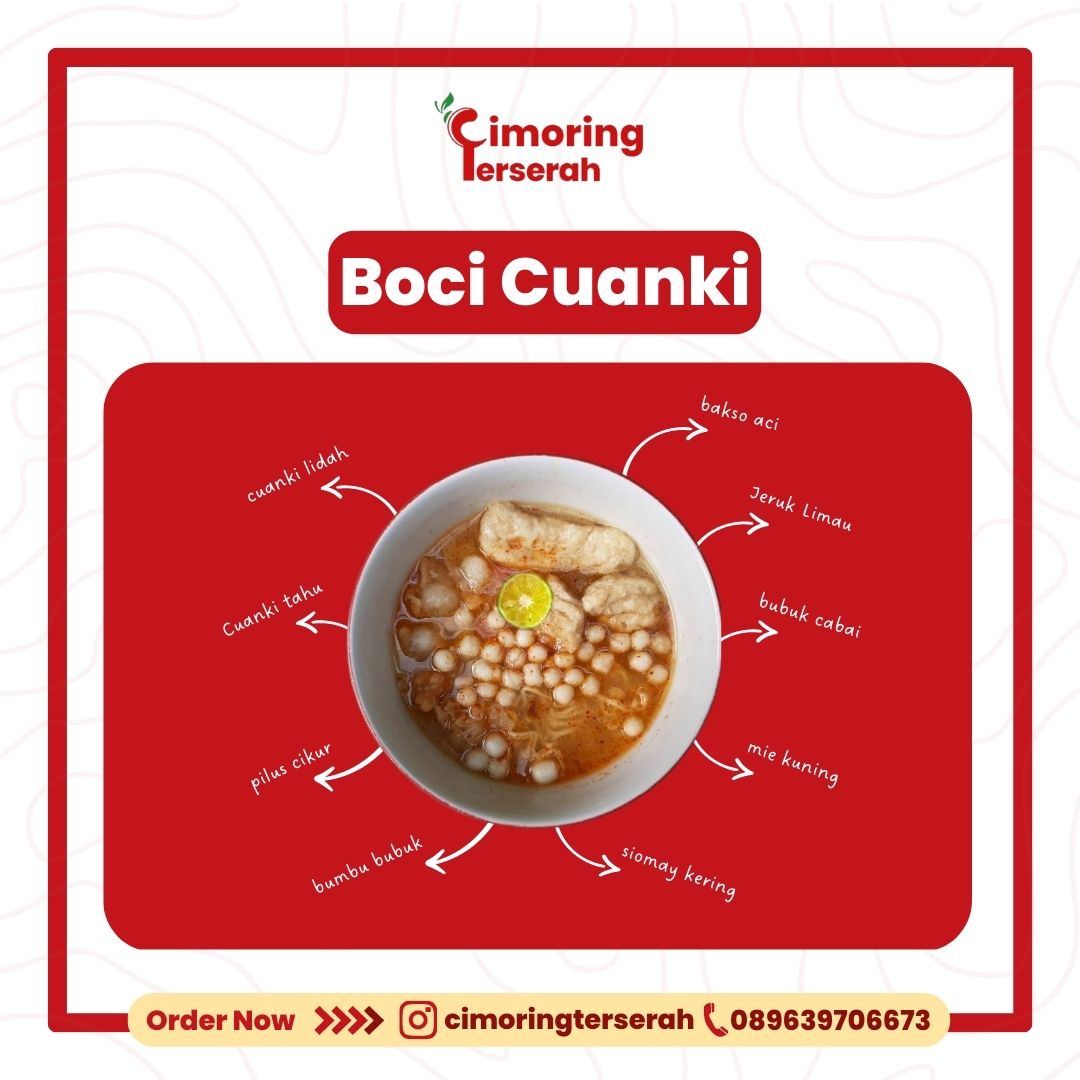 Cimoring
Terserah
Boci Cuanki
bakso aci
cuanki lidah
Jeruk Limau
Cuanki tahu
bubuk cabai
pilus cikur
mie kuning
bumbu bubuk
siomay kering
Order Now cimoringterserah 089639706673